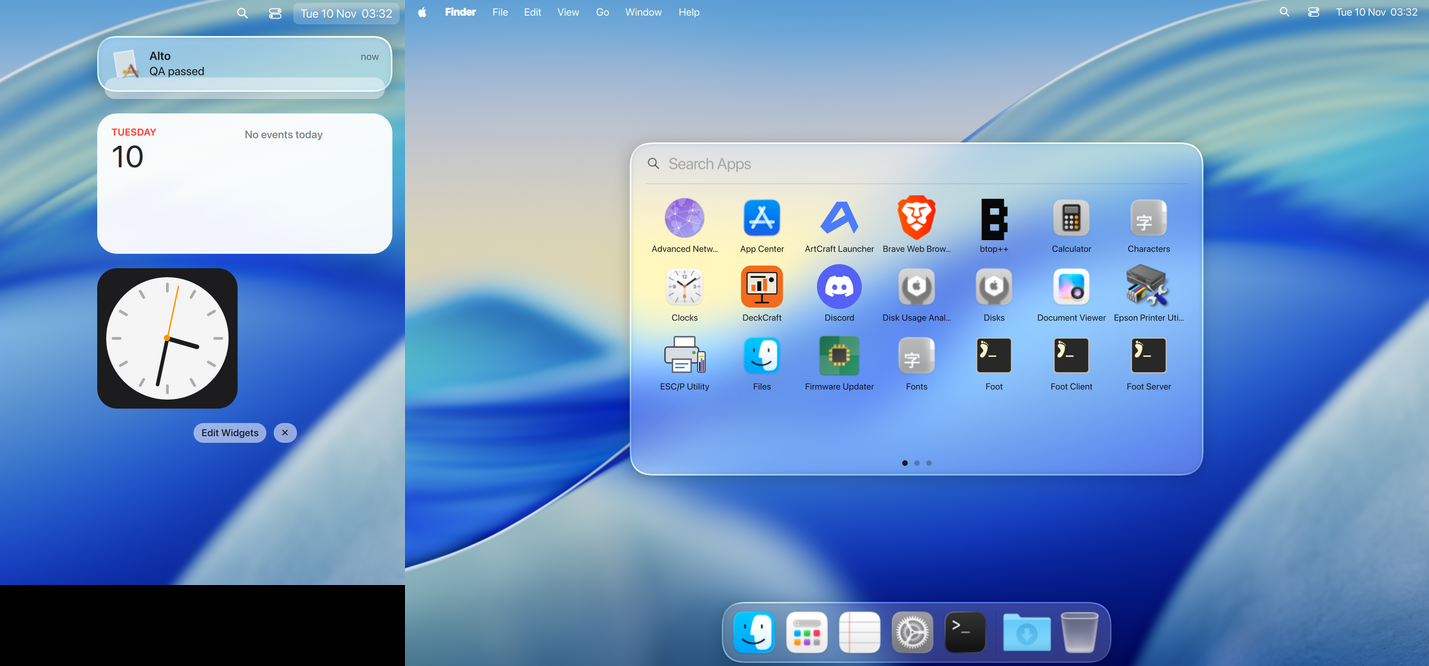 Tue 10 Nov 03:32
Alto
now
QA passed
TUESDAY
10
No events today
Edit Widgets
Finder File Edit View Go Window Help
Tue 10 Nov 03:32
Search Apps
Advanced Netw... App Center ArtCraft Launcher Brave Web Brow... btop++ Calculator Characters
字
Clocks DeckCraft Discord Disk Usage Anal... Disks Document Viewer Epson Printer Uti...
字
ESC/P Utility Files Firmware Updater Fonts Foot Foot Client Foot Server